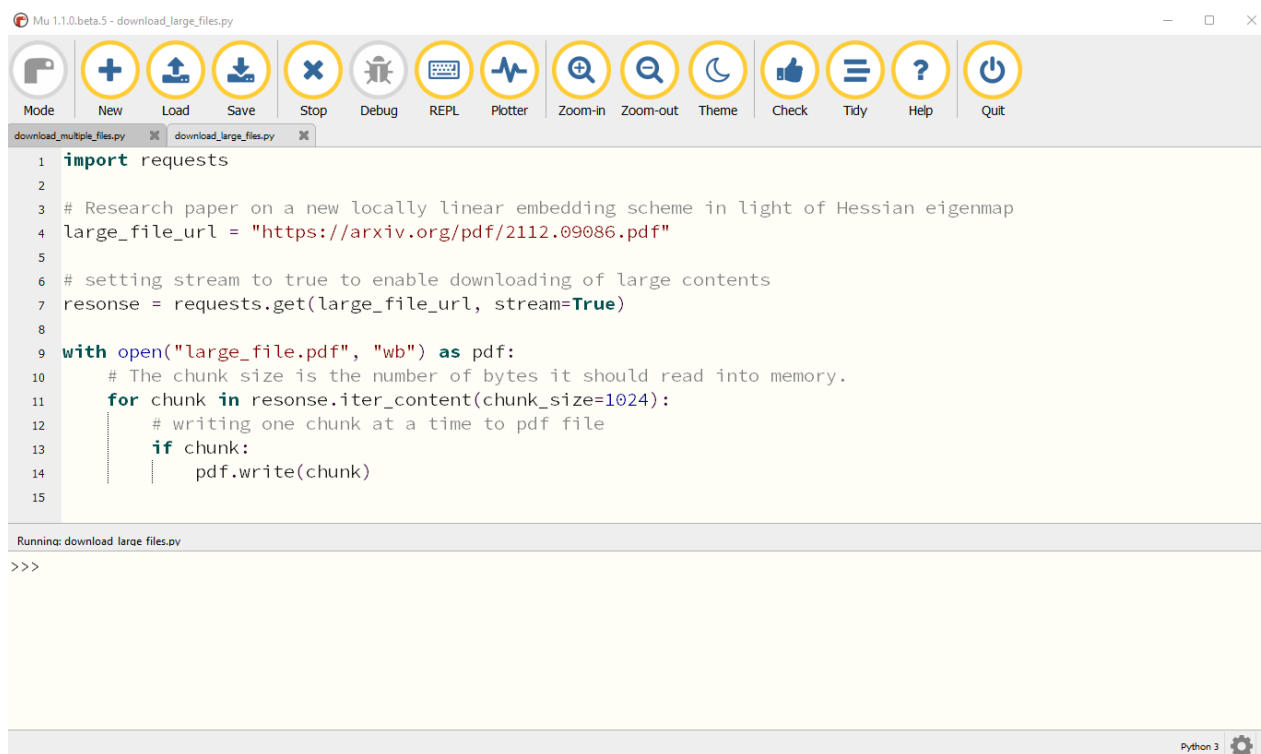 Mu 1.1.0.beta.5 - download_large_files.py
Mode New Load Save Stop Debug REPL Plotter Zoom-in Zoom-out Theme Check Tidy Help Quit
download_multiple_files.py download_large_files.py
1 import requests
2
3 # Research paper on a new locally linear embedding scheme in light of Hessian eigenmap
4 large_file_url = "https://arxiv.org/pdf/2112.09086.pdf"
5
6 # setting stream to true to enable downloading of large contents
7 resonse = requests.get(large_file_url, stream=True)
8
9 with open("large_file.pdf", "wb") as pdf:
10     # The chunk size is the number of bytes it should read into memory.
11     for chunk in resonse.iter_content(chunk_size=1024):
12         # writing one chunk at a time to pdf file
13         if chunk:
14             pdf.write(chunk)
15
Running: download_large_files.py
>>>
Python 3